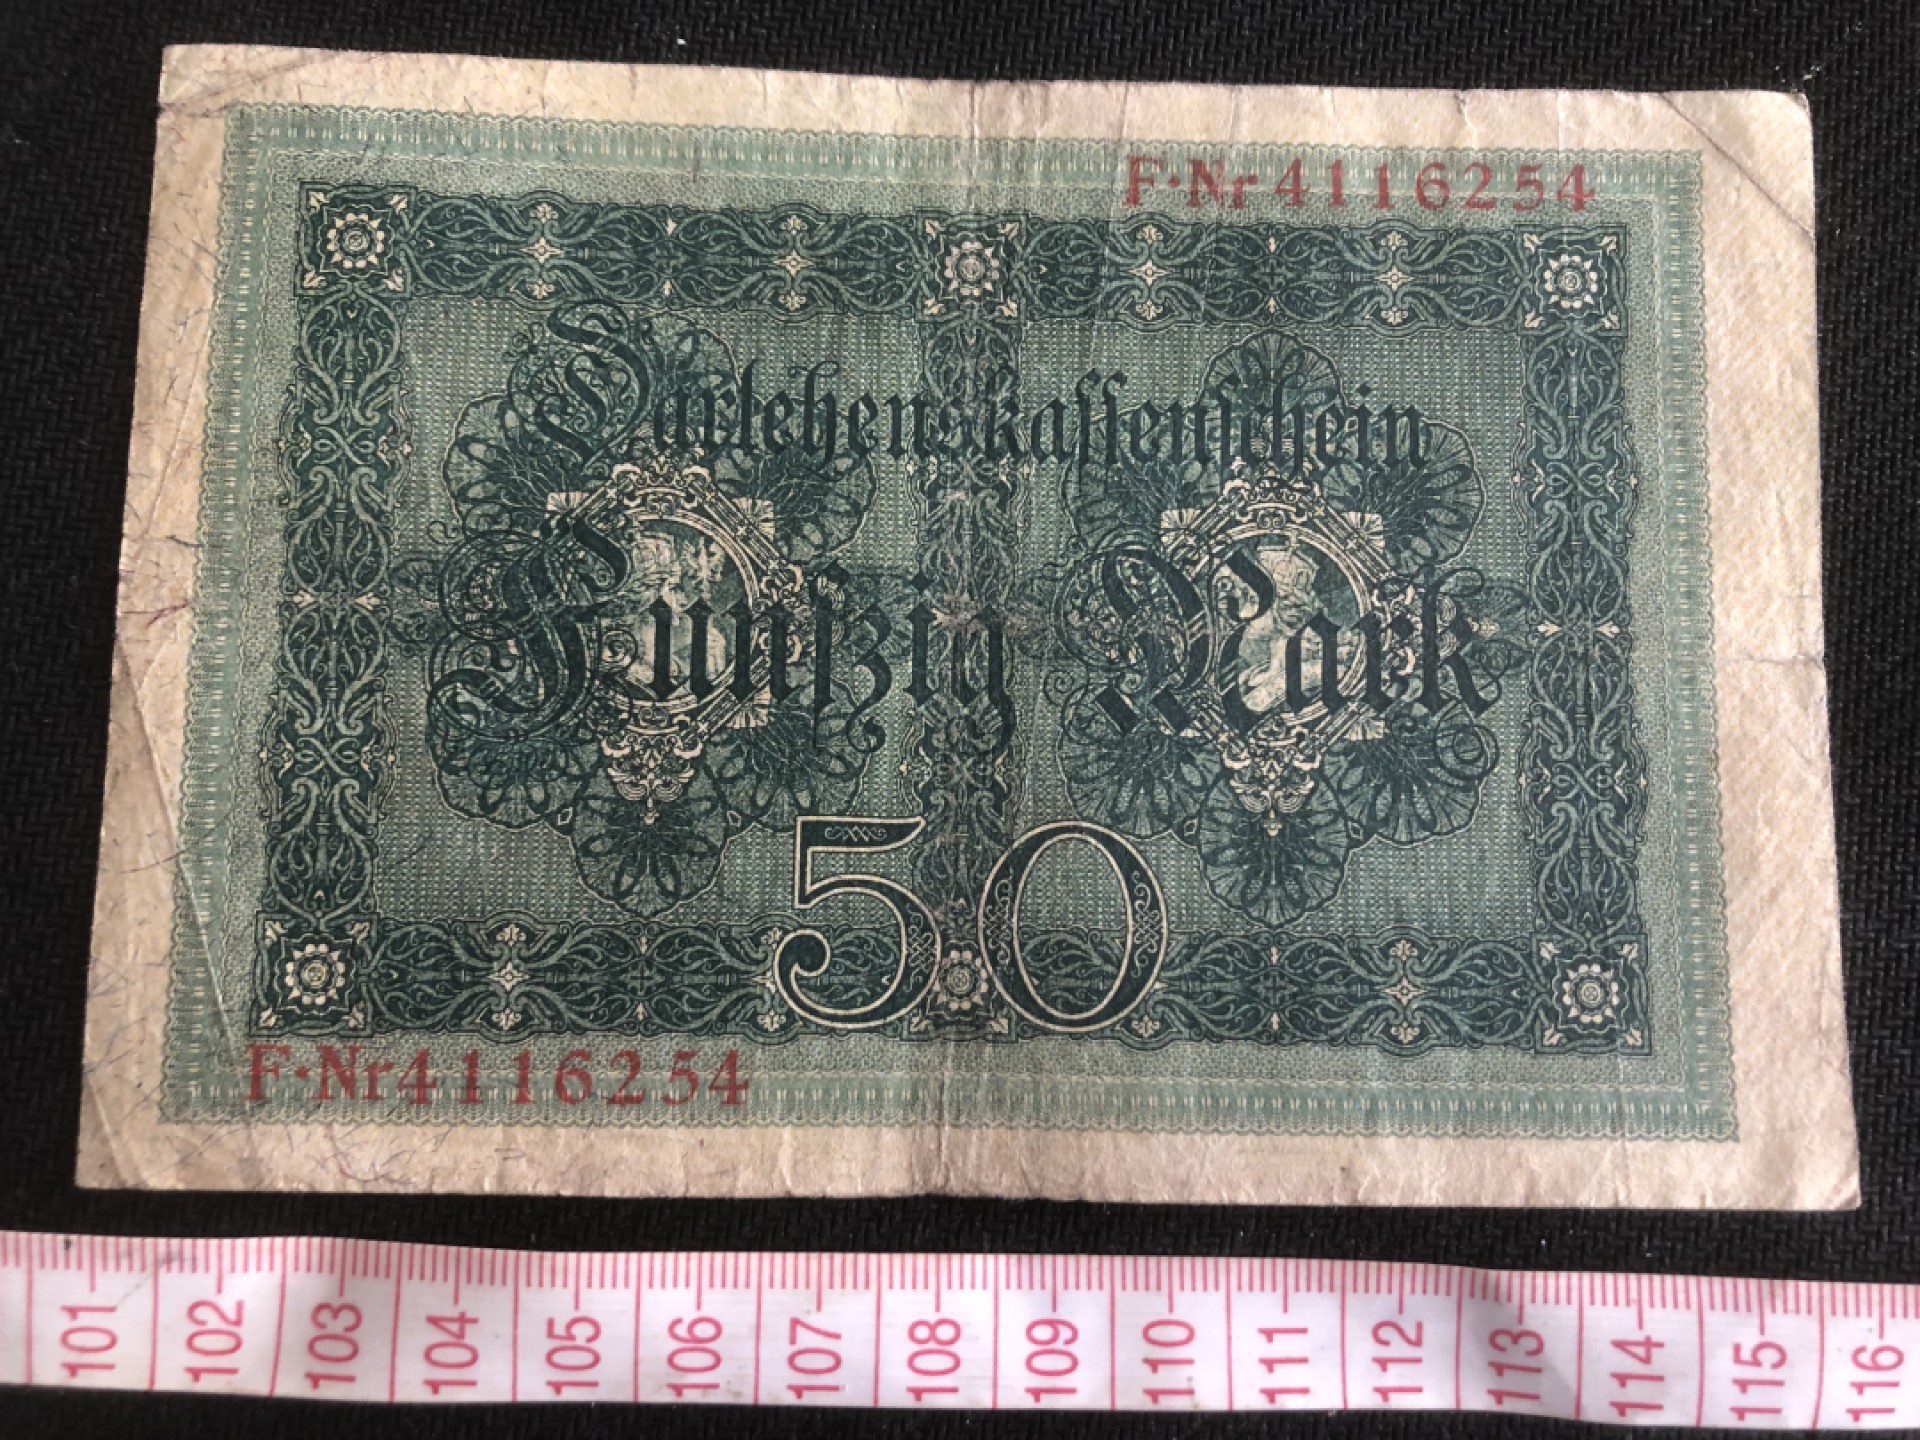 F·Nr 4116254
Darlehenskassenschein
Fünfzig Mark
50
F·Nr 4116254
101 102 103 104 105 106 107 108 109 110 111 112 113 114 115 116